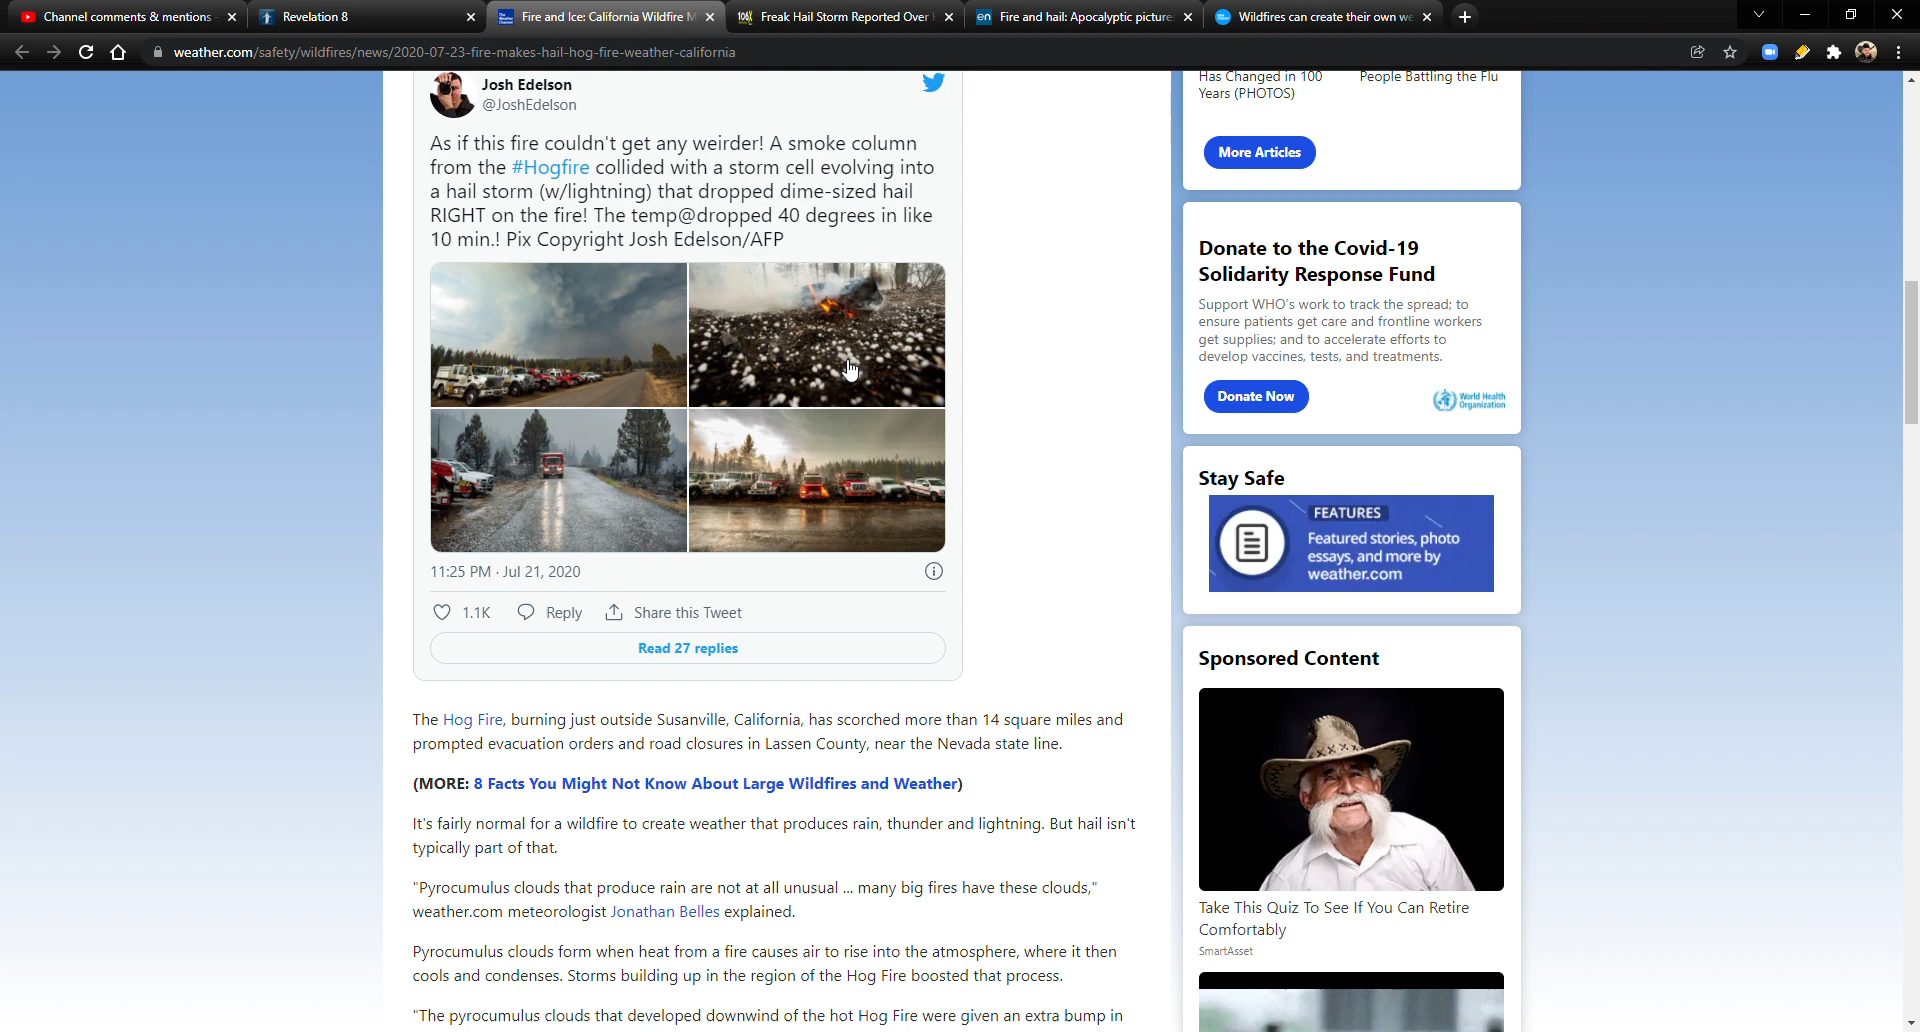 Channel comments & mentions
Revelation 8
Fire and Ice: California Wildfire M
Freak Hail Storm Reported Over
Fire and hail: Apocalyptic picture
Wildfires can create their own we
weather.com/safety/wildfires/news/2020-07-23-fire-makes-hail-hog-fire-weather-california
Josh Edelson
@JoshEdelson
As if this fire couldn't get any weirder! A smoke column
from the #Hogfire collided with a storm cell evolving into
a hail storm (w/lightning) that dropped dime-sized hail
RIGHT on the fire! The temp@dropped 40 degrees in like
10 min.! Pix Copyright Josh Edelson/AFP
11:25 PM · Jul 21, 2020
1.1K Reply Share this Tweet
Read 27 replies
The Hog Fire, burning just outside Susanville, California, has scorched more than 14 square miles and
prompted evacuation orders and road closures in Lassen County, near the Nevada state line.
(MORE: 8 Facts You Might Not Know About Large Wildfires and Weather)
It's fairly normal for a wildfire to create weather that produces rain, thunder and lightning. But hail isn't
typically part of that.
"Pyrocumulus clouds that produce rain are not at all unusual ... many big fires have these clouds,"
weather.com meteorologist Jonathan Belles explained.
Pyrocumulus clouds form when heat from a fire causes air to rise into the atmosphere, where it then
cools and condenses. Storms building up in the region of the Hog Fire boosted that process.
"The pyrocumulus clouds that developed downwind of the hot Hog Fire were given an extra bump in
Has Changed in 100
Years (PHOTOS)
People Battling the Flu
More Articles
Donate to the Covid-19
Solidarity Response Fund
Support WHO's work to track the spread; to
ensure patients get care and frontline workers
get supplies; and to accelerate efforts to
develop vaccines, tests, and treatments.
Donate Now
World Health
Organization
Stay Safe
FEATURES
Featured stories, photo
essays, and more by
weather.com
Sponsored Content
Take This Quiz To See If You Can Retire
Comfortably
SmartAsset